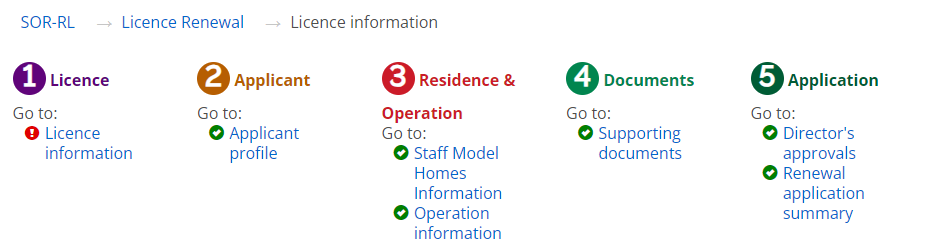 SOR-RL → Licence Renewal → Licence information
1 Licence
Go to:
Licence
information
2 Applicant
Go to:
Applicant
profile
3 Residence &
Operation
Go to:
Staff Model
Homes
Information
Operation
information
4 Documents
Go to:
Supporting
documents
5 Application
Go to:
Director's
approvals
Renewal
application
summary